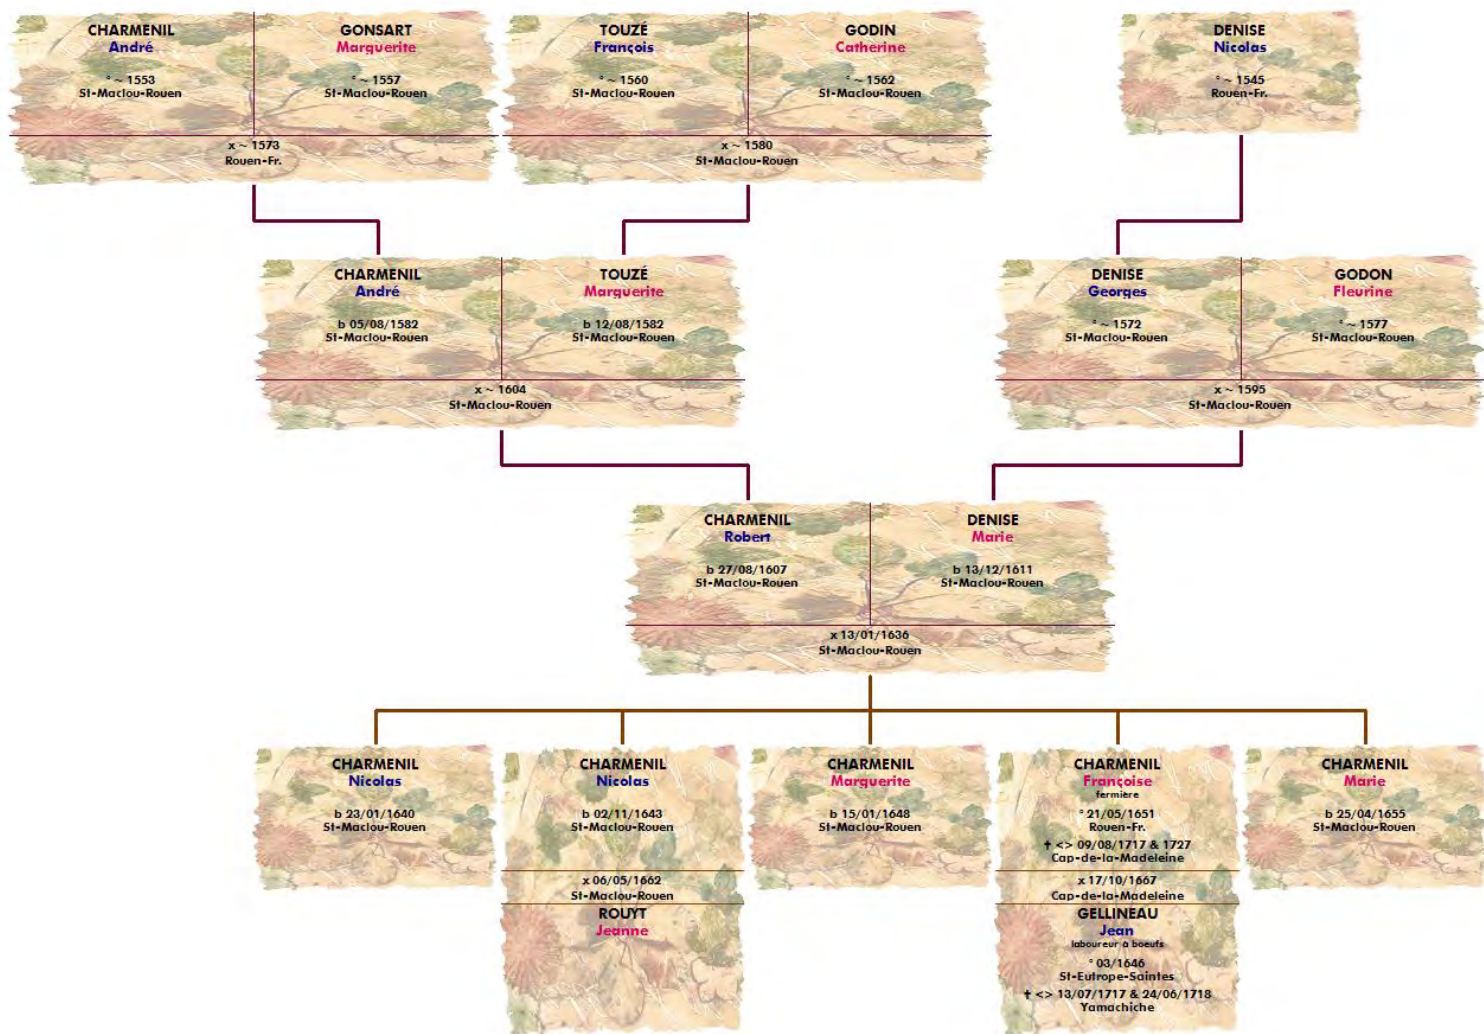 CHARMENIL
André
° ~ 1553
St-Maclou-Rouen
GONSART
Marguerite
° ~ 1557
St-Maclou-Rouen
x ~ 1573
Rouen-Fr.
TOUZÉ
François
° ~ 1560
St-Maclou-Rouen
GODIN
Catherine
° ~ 1562
St-Maclou-Rouen
x ~ 1580
St-Maclou-Rouen
DENISE
Nicolas
° ~ 1545
Rouen-Fr.
CHARMENIL
André
b 05/08/1582
St-Maclou-Rouen
TOUZÉ
Marguerite
b 12/08/1582
St-Maclou-Rouen
x ~ 1604
St-Maclou-Rouen
DENISE
Georges
° ~ 1572
St-Maclou-Rouen
GODON
Fleurine
° ~ 1577
St-Maclou-Rouen
x ~ 1595
St-Maclou-Rouen
CHARMENIL
Robert
b 27/08/1607
St-Maclou-Rouen
DENISE
Marie
b 13/12/1611
St-Maclou-Rouen
x 13/01/1636
St-Maclou-Rouen
CHARMENIL
Nicolas
b 23/01/1640
St-Maclou-Rouen
CHARMENIL
Nicolas
b 02/11/1643
St-Maclou-Rouen
x 06/05/1662
St-Maclou-Rouen
ROUYT
Jeanne
CHARMENIL
Marguerite
b 15/01/1648
St-Maclou-Rouen
CHARMENIL
Françoise
fermière
° 21/05/1651
Rouen-Fr.
✝ <> 09/08/1717 & 1727
Cap-de-la-Madeleine
x 17/10/1667
Cap-de-la-Madeleine
GELLINEAU
Jean
laboureur à boeufs
° 03/1646
St-Eutrope-Saintes
✝ <> 13/07/1717 & 24/06/1718
Yamachiche
CHARMENIL
Marie
b 25/04/1655
St-Maclou-Rouen